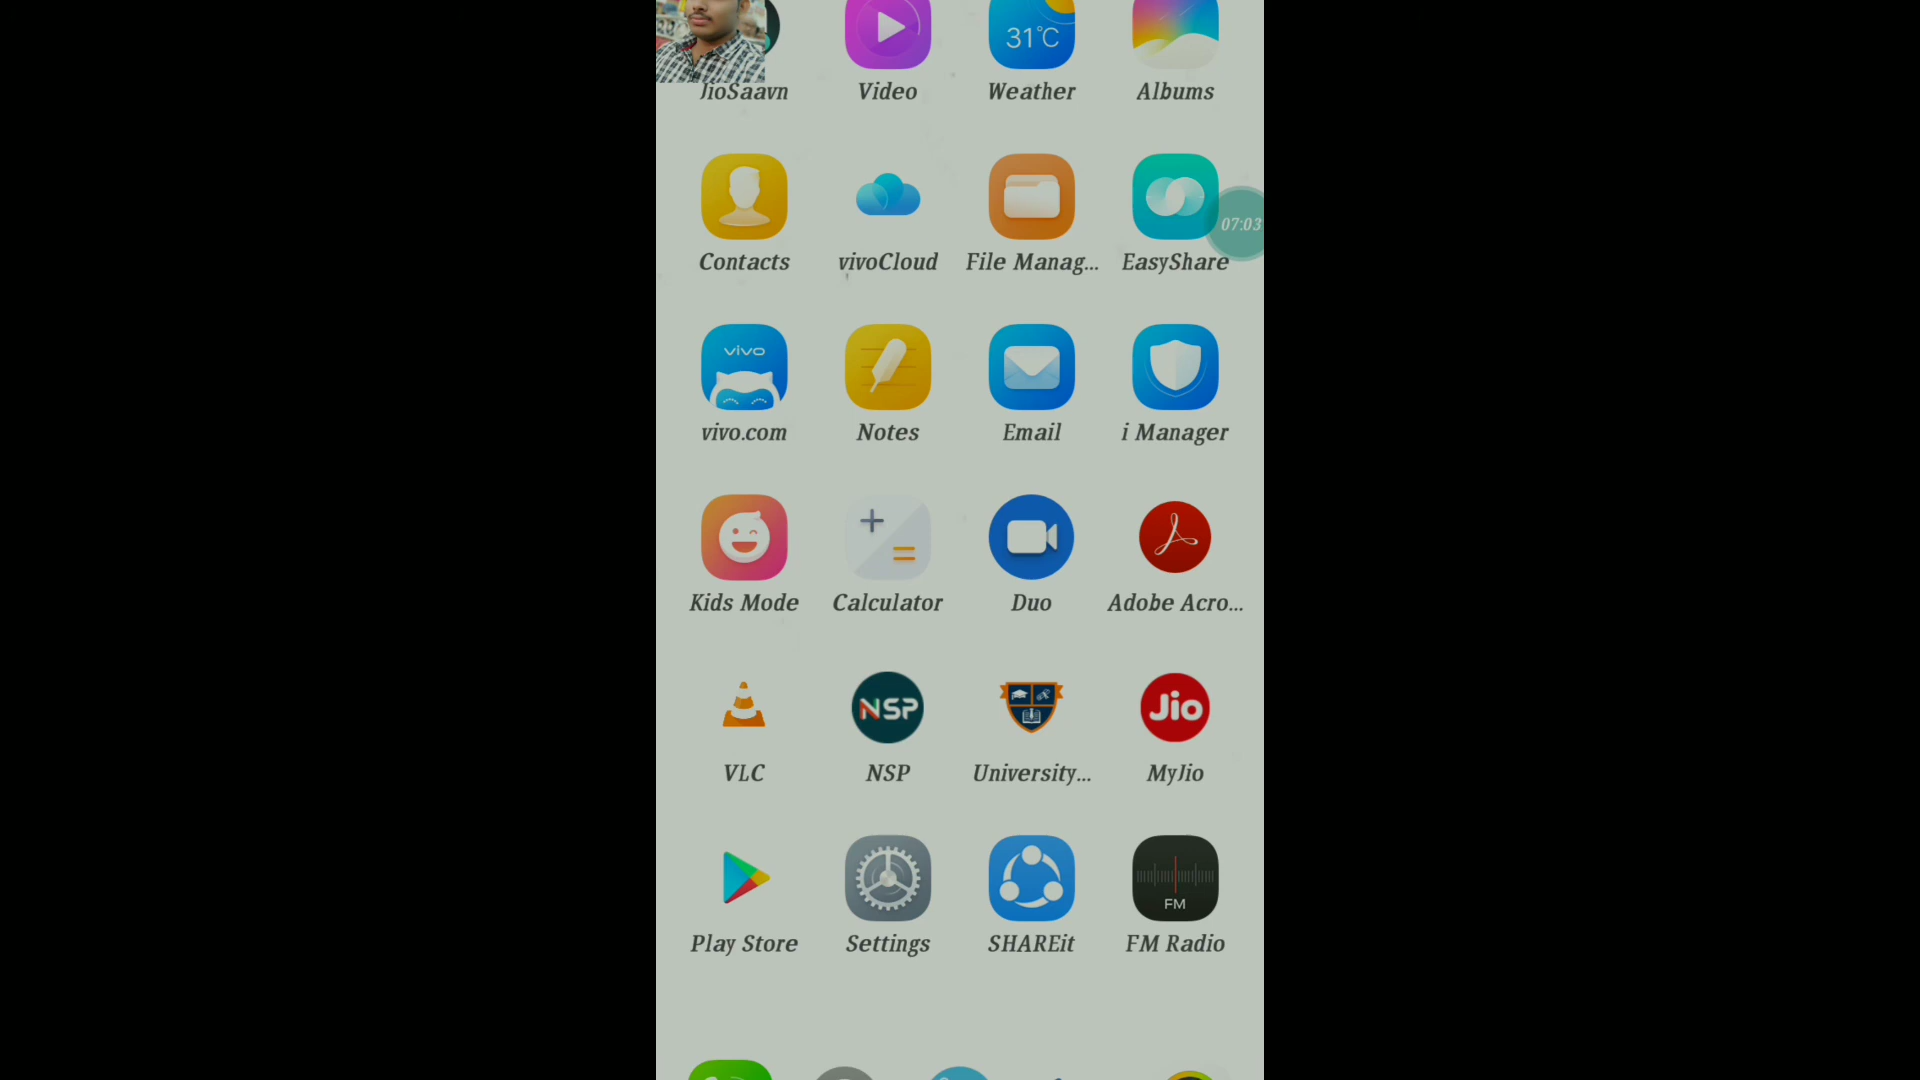 31°C
JioSaavn Video Weather Albums
07:03
Contacts vivoCloud File Manag... EasyShare
vivo
vivo.com Notes Email i Manager
Kids Mode Calculator Duo Adobe Acro...
NSP Jio
VLC NSP University... MyJio
FM
Play Store Settings SHAREit FM Radio